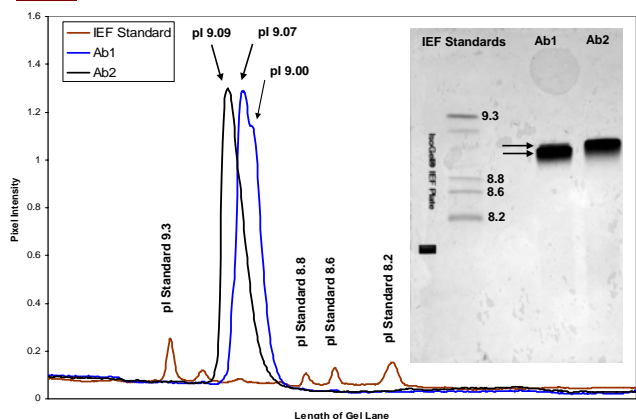 1.6
1.4
1.2
1
0.8
0.6
0.4
0.2
0
Pixel Intensity
Length of Gel Lane
IEF Standard
Ab1
Ab2
pI 9.09
pI 9.07
pI 9.00
pI Standard 9.3
pI Standard 8.8
pI Standard 8.6
pI Standard 8.2
IEF Standards
Ab1
Ab2
9.3
8.8
8.6
8.2
IsoGel® IEF Plate